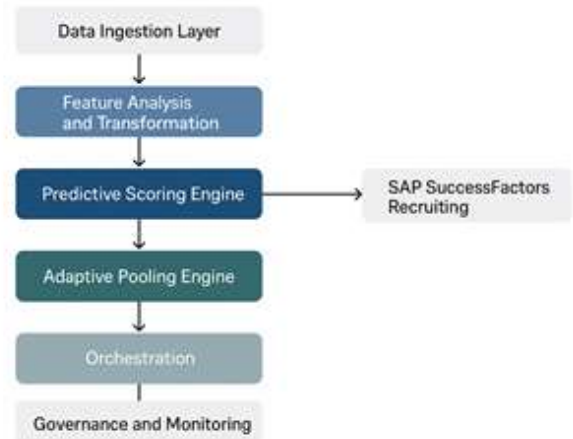 Data Ingestion Layer
Feature Analysis
and Transformation
Predictive Scoring Engine
SAP SuccessFactors
Recruiting
Adaptive Pooling Engine
Orchestration
Governance and Monitoring